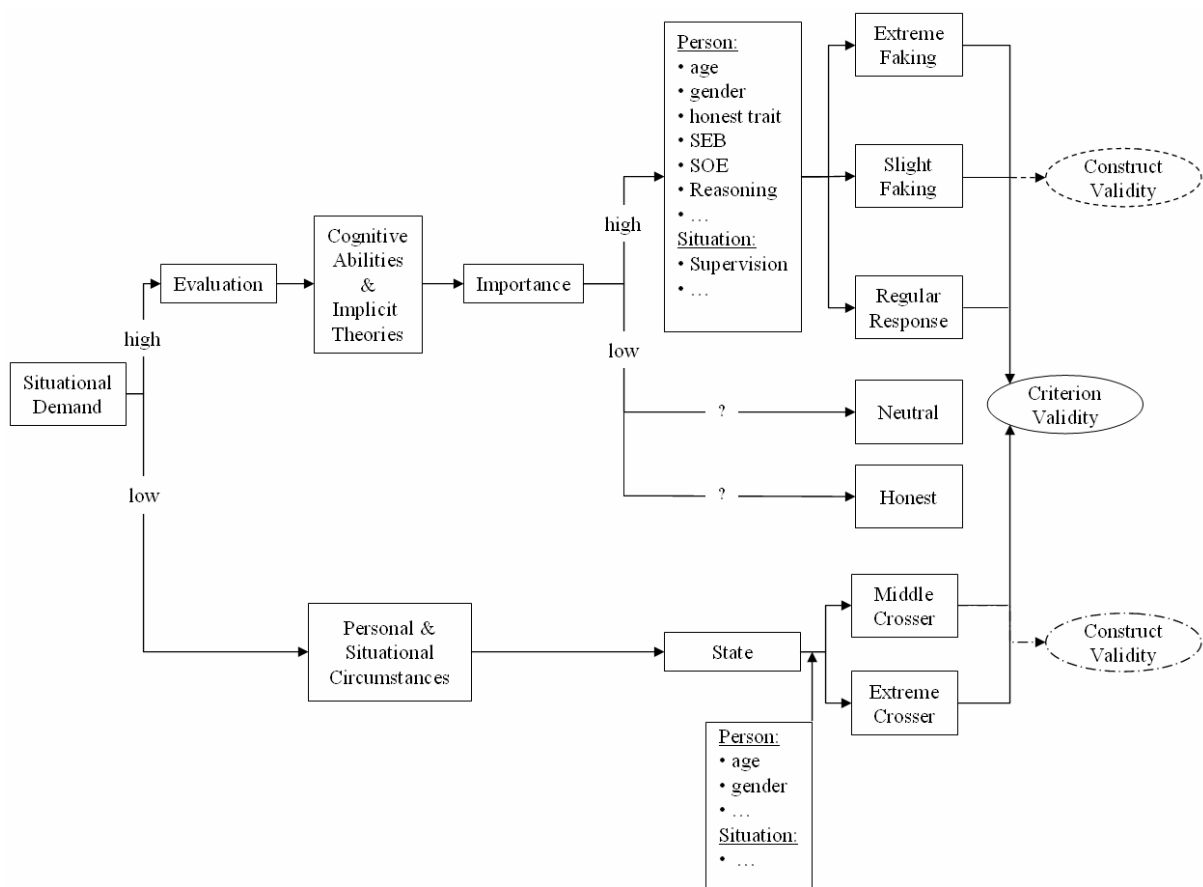 Person:
• age
• gender
• honest trait
• SEB
• SOE
• Reasoning
• …
Situation:
• Supervision
• …
Extreme
Faking
Slight
Faking
Regular
Response
Construct
Validity
high
Cognitive
Abilities
&
Implicit
Theories
Evaluation
Importance
high
low
Situational
Demand
low
?
Neutral
?
Honest
Criterion
Validity
Personal &
Situational
Circumstances
State
Middle
Crosser
Extreme
Crosser
Construct
Validity
Person:
• age
• gender
• …
Situation:
• …